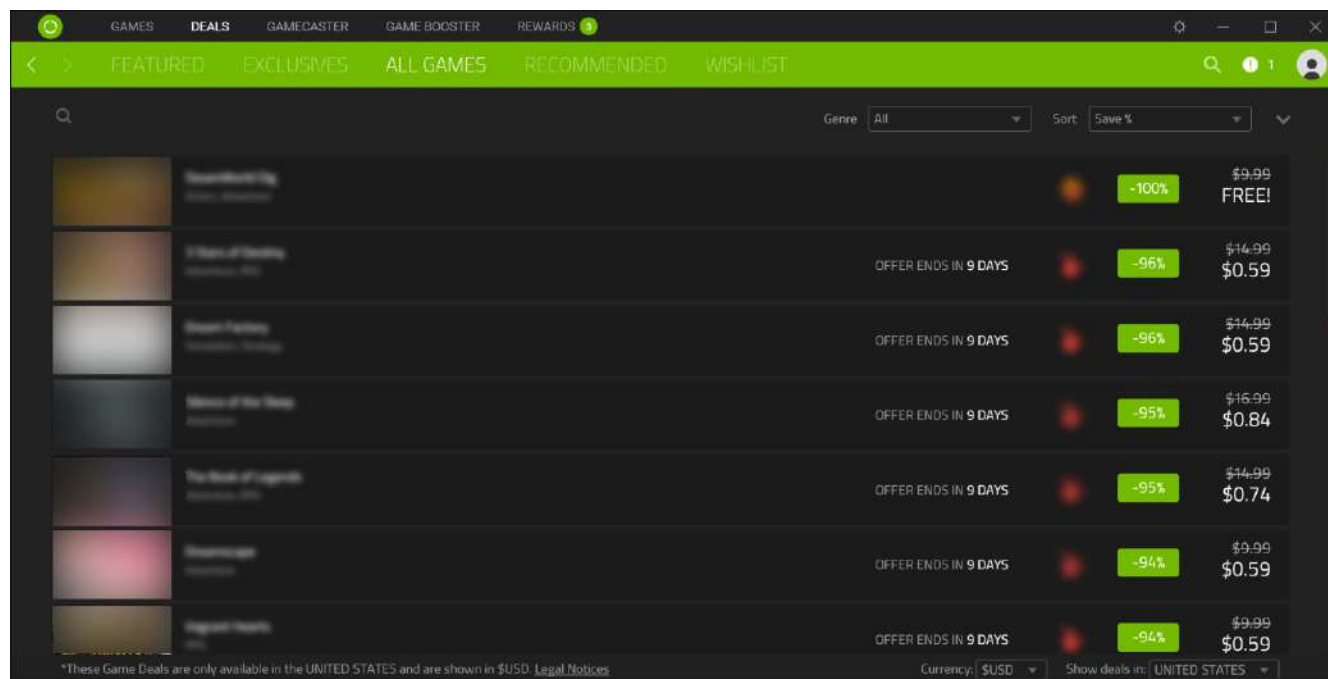 GAMES DEALS GAMECASTER GAME BOOSTER REWARDS 3
FEATURED EXCLUSIVES ALL GAMES RECOMMENDED WISHLIST 1
Genre All Sort Save %
$9.99
-100% FREE!
$14.99
OFFER ENDS IN 9 DAYS -96% $0.59
$14.99
OFFER ENDS IN 9 DAYS -96% $0.59
$16.99
OFFER ENDS IN 9 DAYS -95% $0.84
$14.99
OFFER ENDS IN 9 DAYS -95% $0.74
$9.99
OFFER ENDS IN 9 DAYS -94% $0.59
$9.99
OFFER ENDS IN 9 DAYS -94% $0.59
*These Game Deals are only available in the UNITED STATES and are shown in $USD. Legal Notices Currency: $USD Show deals in: UNITED STATES